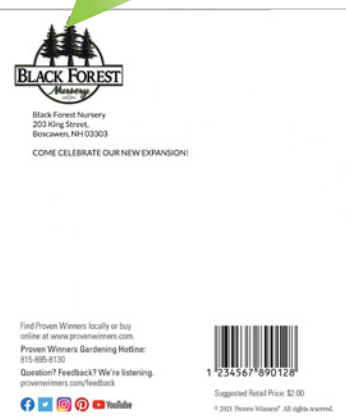 BLACK FOREST
Nursery
Black Forest Nursery
203 King Street,
Boscawen, NH 03303
COME CELEBRATE OUR NEW EXPANSION!
Find Proven Winners locally or buy
online at www.provenwinners.com.
Proven Winners Gardening Hotline:
815-895-8130
Question? Feedback? We're listening.
provenwinners.com/feedback
YouTube
1 234567 890128
Suggested Retail Price: $2.00
© 2021 Proven Winners® All rights reserved.